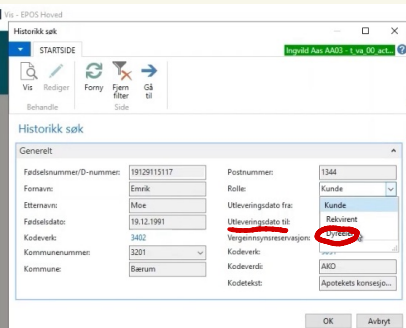 Vis - EPOS Hoved
Historikk søk
STARTSIDE
Ingvild Aas AA03 - t_va_00_act...
Vis Rediger Forny Fjern filter Gå til
Behandle Side
Historikk søk
Generelt
Fødselsnummer/D-nummer: 19129115117
Fornavn: Emrik
Etternavn: Moe
Fødselsdato: 19.12.1991
Kodeverk: 3402
Kommunenummer: 3201
Kommune: Bærum
Postnummer: 1344
Rolle: Kunde
Utleveringsdato fra: Kunde
Rekvirent
Utleveringsdato til:
Dyreeier
Vergeinnsynsreservasjon:
Kodeverk:
Kodeverdi: AKO
Kodetekst: Apotekets konsesjo...
OK Avbryt